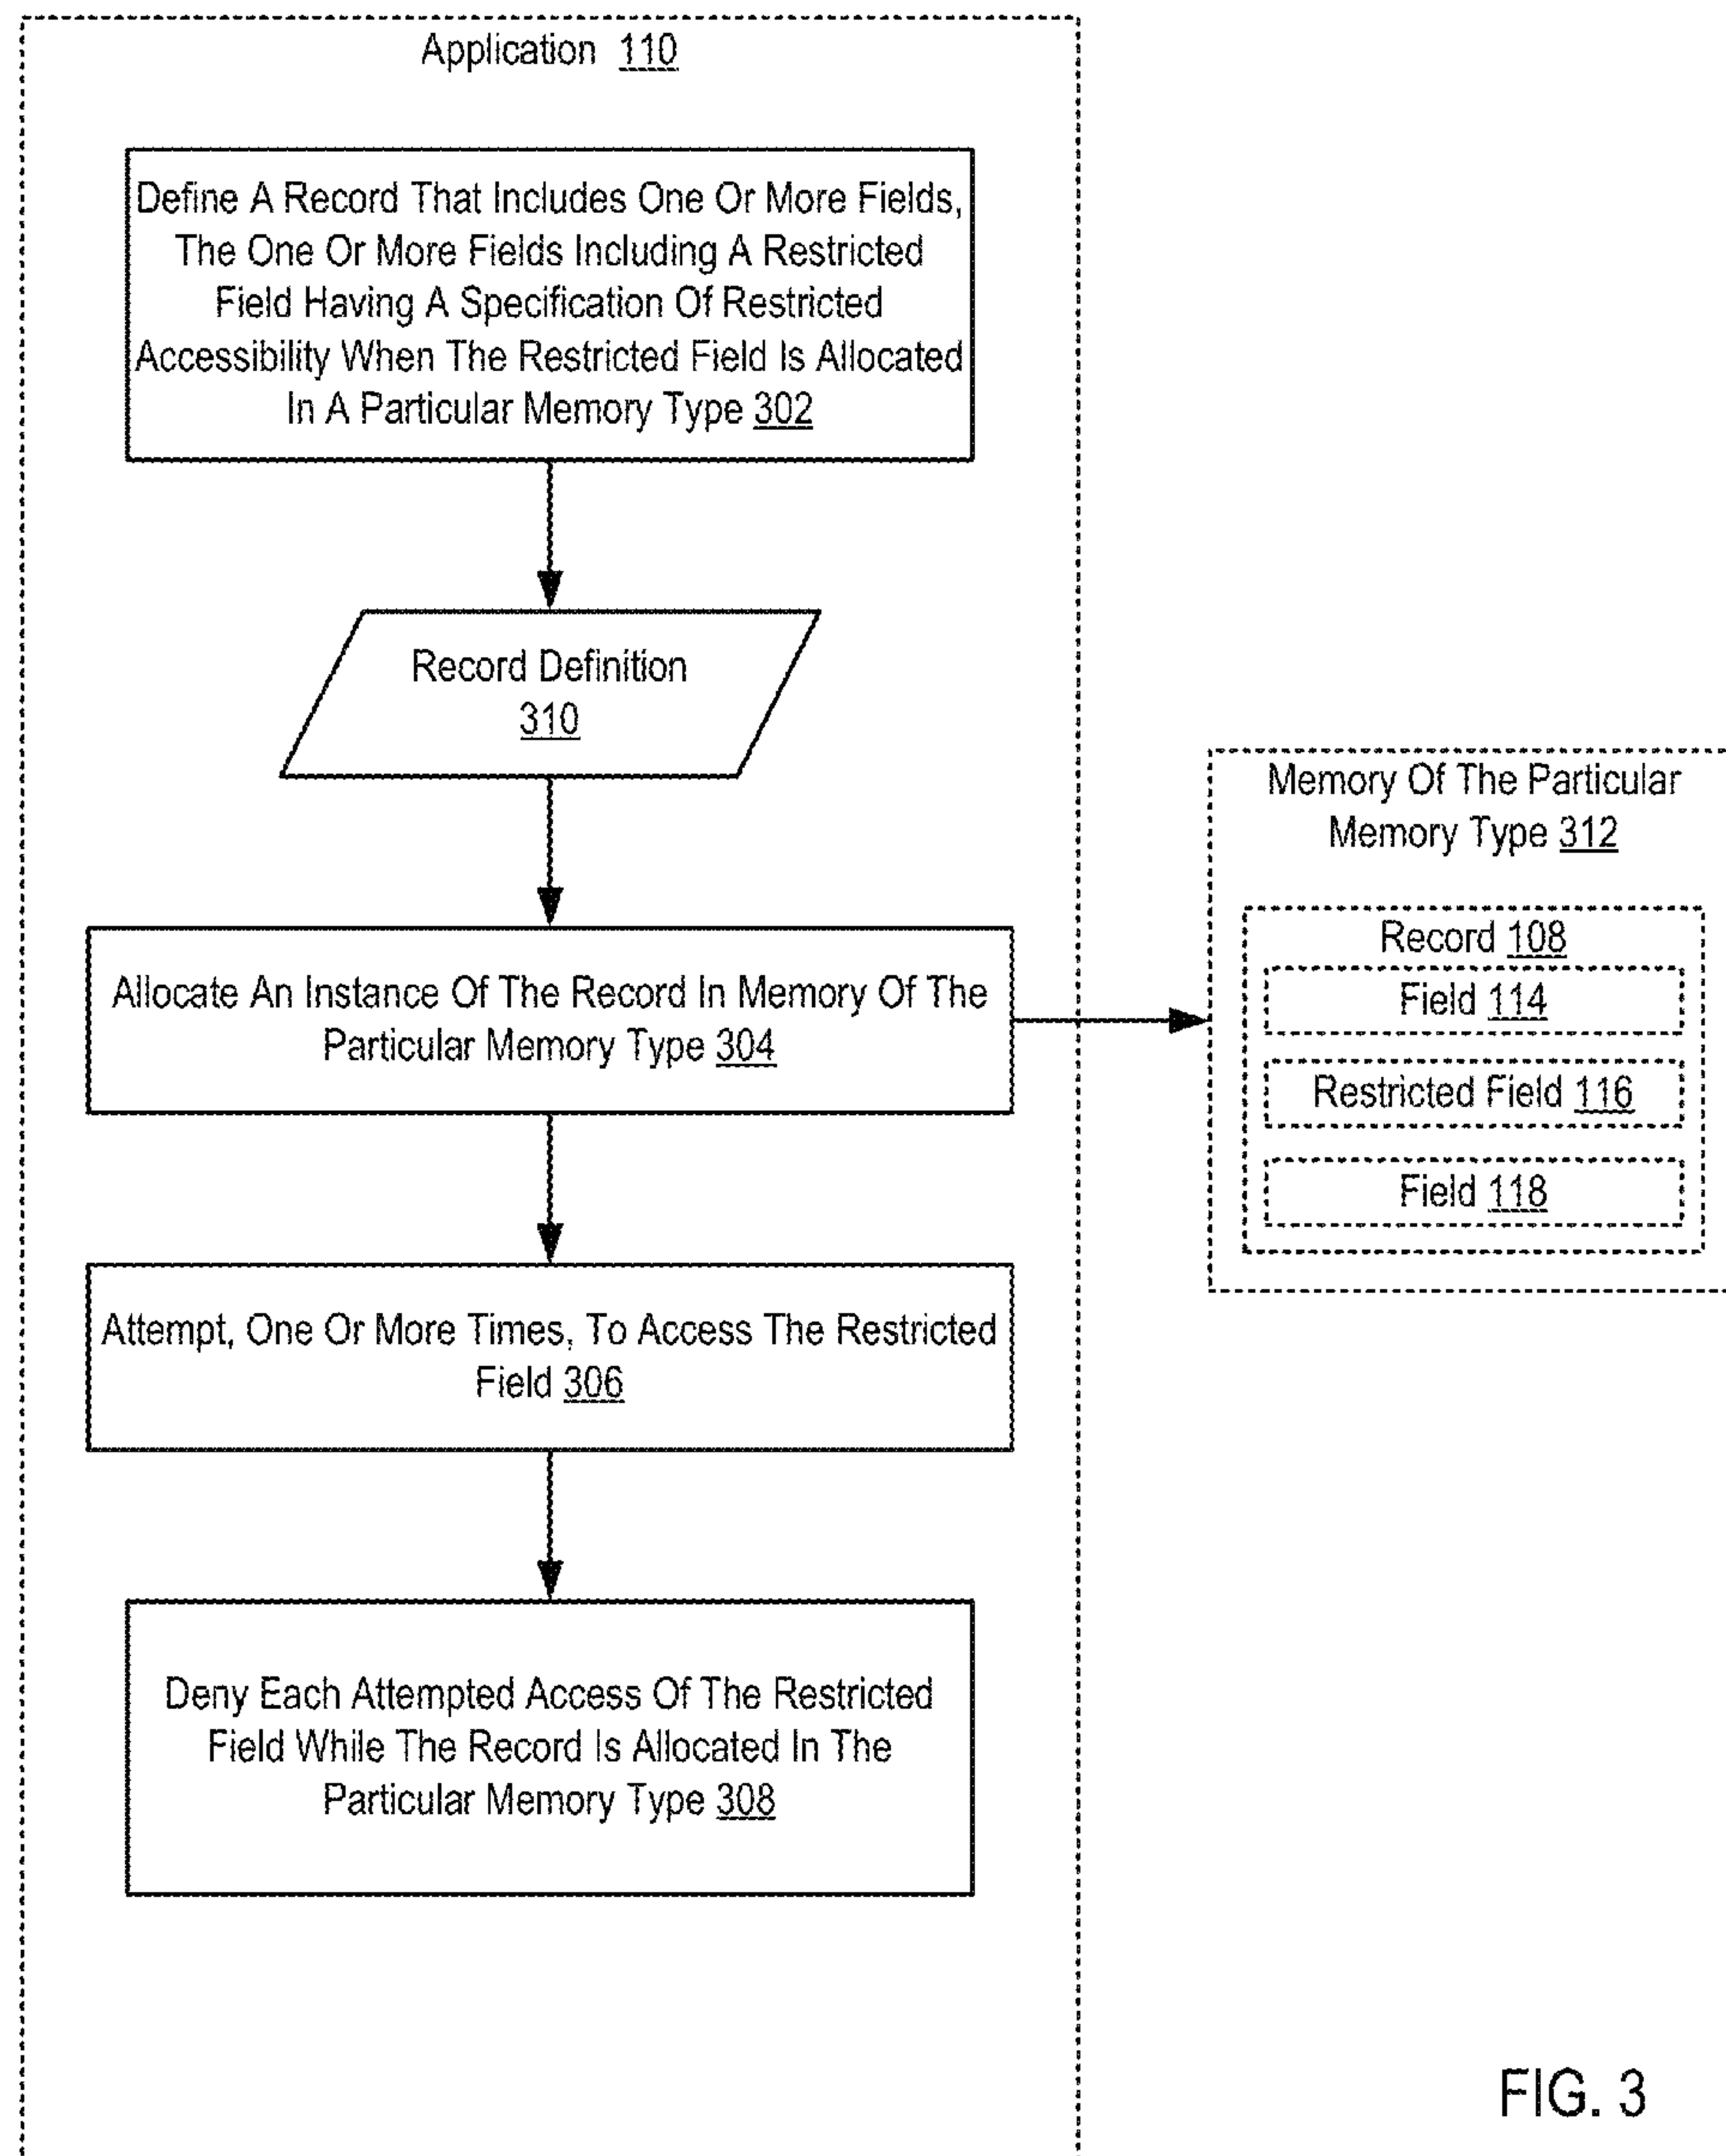 Application 110
Define A Record That Includes One Or More Fields,
The One Or More Fields Including A Restricted
Field Having A Specification Of Restricted
Accessibility When The Restricted Field Is Allocated
In A Particular Memory Type 302
Record Definition
310
Allocate An Instance Of The Record In Memory Of The
Particular Memory Type 304
Attempt, One Or More Times, To Access The Restricted
Field 306
Deny Each Attempted Access Of The Restricted
Field While The Record Is Allocated In The
Particular Memory Type 308
Memory Of The Particular
Memory Type 312
Record 108
Field 114
Restricted Field 116
Field 118
FIG. 3